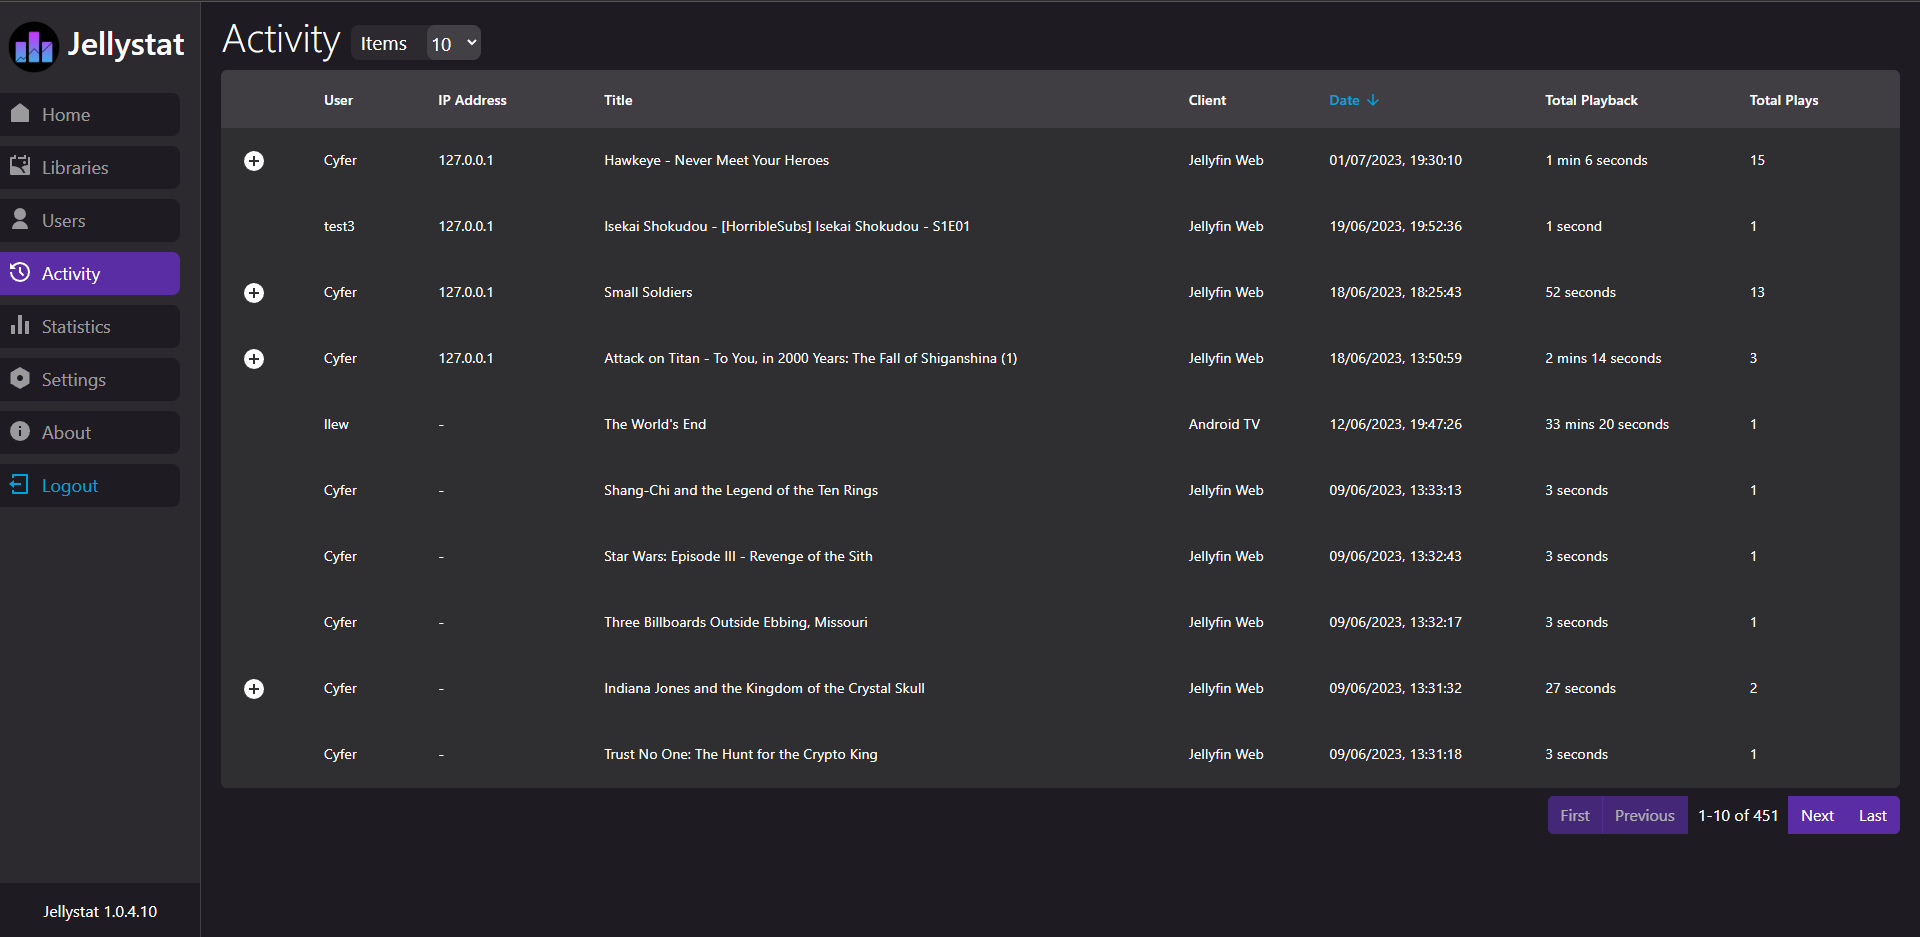 Jellystat
Home
Libraries
Users
Activity
Statistics
Settings
About
Logout
Jellystat 1.0.4.10
Activity Items 10
User IP Address Title Client Date Total Playback Total Plays
Cyfer 127.0.0.1 Hawkeye - Never Meet Your Heroes Jellyfin Web 01/07/2023, 19:30:10 1 min 6 seconds 15
test3 127.0.0.1 Isekai Shokudou - [HorribleSubs] Isekai Shokudou - S1E01 Jellyfin Web 19/06/2023, 19:52:36 1 second 1
Cyfer 127.0.0.1 Small Soldiers Jellyfin Web 18/06/2023, 18:25:43 52 seconds 13
Cyfer 127.0.0.1 Attack on Titan - To You, in 2000 Years: The Fall of Shiganshina (1) Jellyfin Web 18/06/2023, 13:50:59 2 mins 14 seconds 3
llew - The World's End Android TV 12/06/2023, 19:47:26 33 mins 20 seconds 1
Cyfer - Shang-Chi and the Legend of the Ten Rings Jellyfin Web 09/06/2023, 13:33:13 3 seconds 1
Cyfer - Star Wars: Episode III - Revenge of the Sith Jellyfin Web 09/06/2023, 13:32:43 3 seconds 1
Cyfer - Three Billboards Outside Ebbing, Missouri Jellyfin Web 09/06/2023, 13:32:17 3 seconds 1
Cyfer - Indiana Jones and the Kingdom of the Crystal Skull Jellyfin Web 09/06/2023, 13:31:32 27 seconds 2
Cyfer - Trust No One: The Hunt for the Crypto King Jellyfin Web 09/06/2023, 13:31:18 3 seconds 1
First Previous 1-10 of 451 Next Last